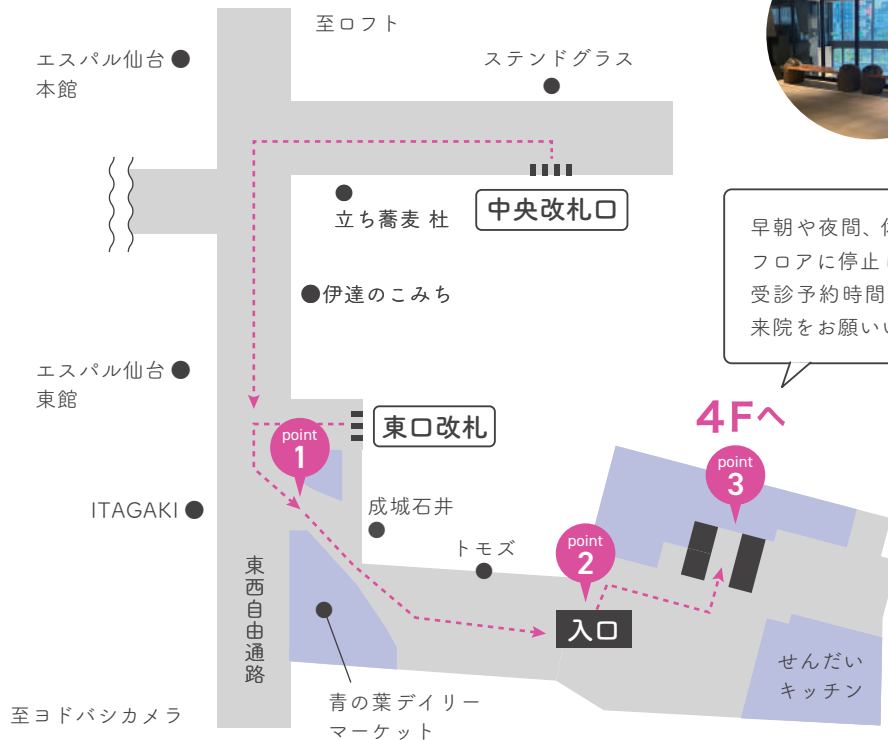 至ロフト
エスパル仙台
本館
ステンドグラス
中央改札口
立ち蕎麦 杜
伊達のこみち
早朝や夜間、
フロアに停止
受診予約時間
来院をお願い
エスパル仙台
東館
東口改札
4Fへ
point
1
point
3
ITAGAKI
成城石井
トモズ
point
2
入口
東西自由通路
せんだい
キッチン
青の葉デイリー
マーケット
至ヨドバシカメラ